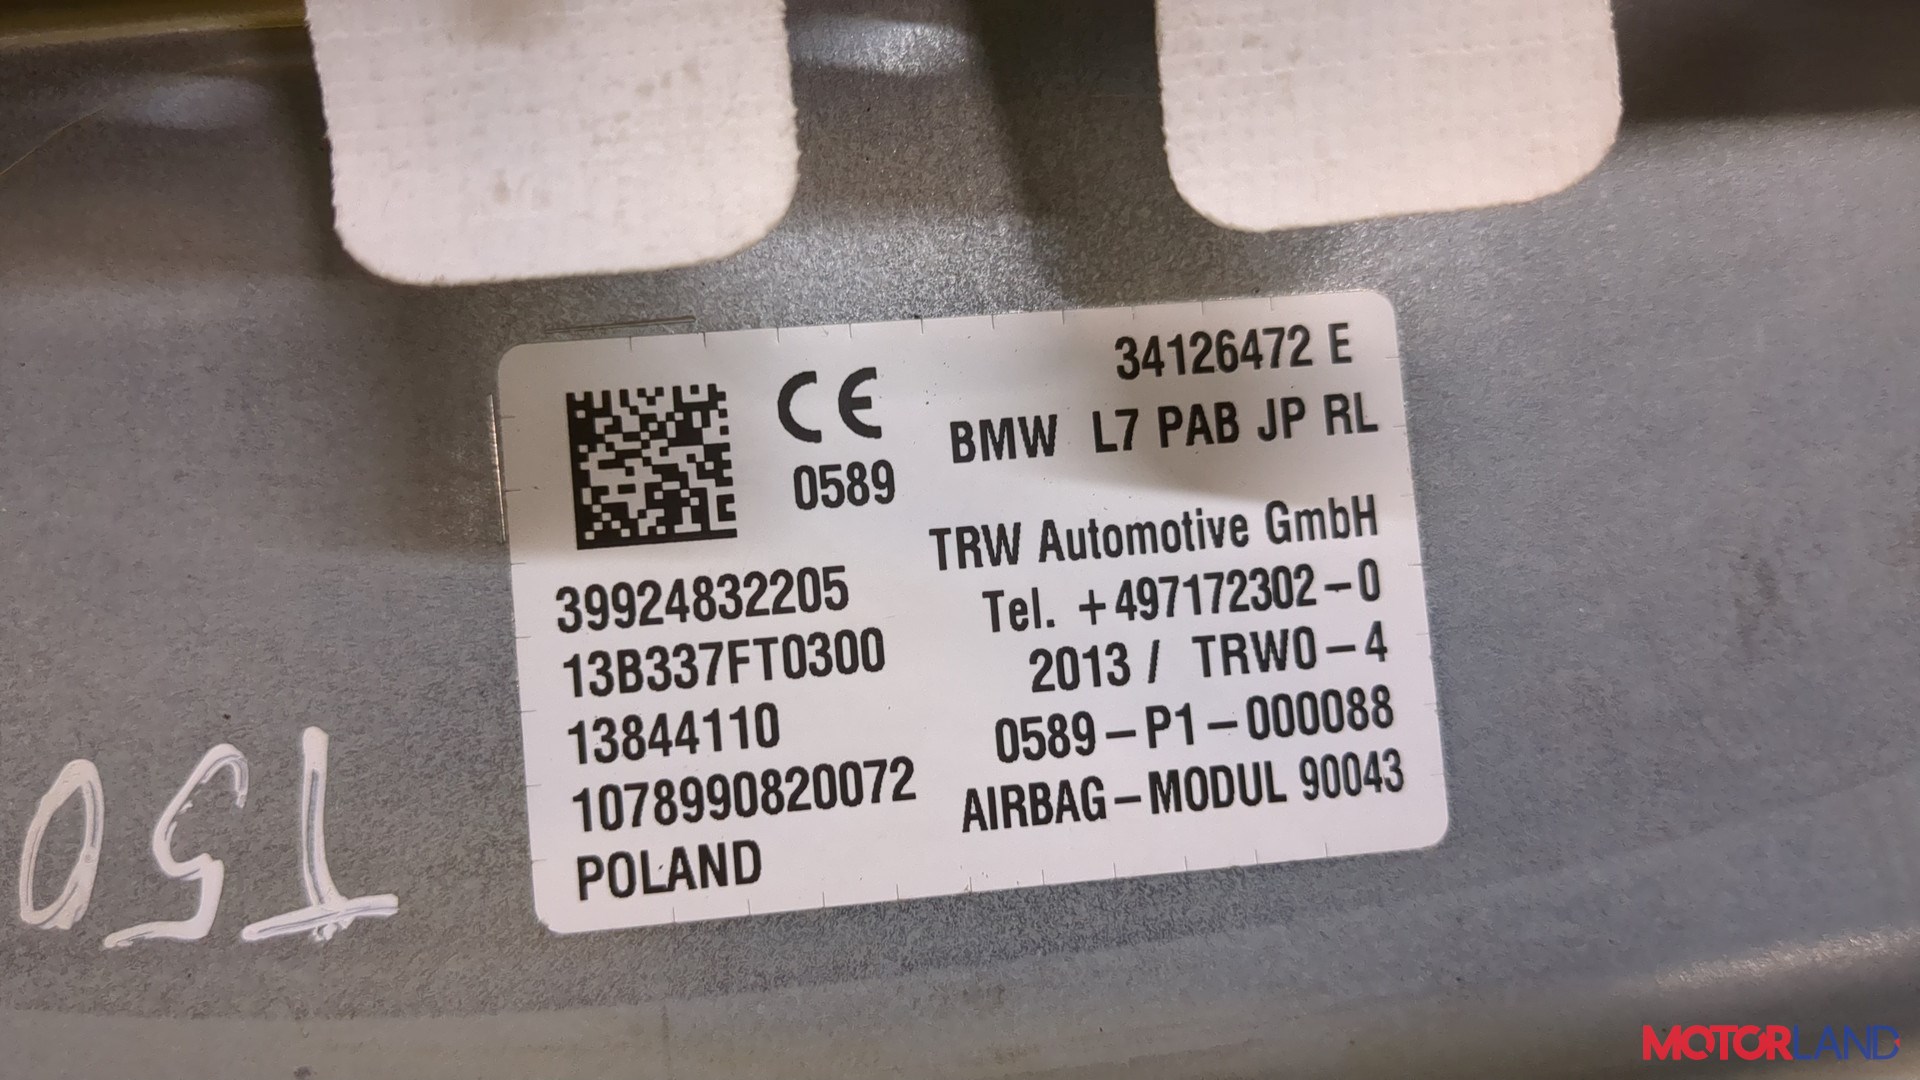 34126472 E
BMW L7 PAB JP RL
CE
0589
TRW Automotive GmbH
Tel. +497172302-0
2013 / TRW0-4
0589-P1-000088
AIRBAG-MODUL 90043
39924832205
13B337FT0300
13844110
1078990820072
POLAND
T50
MOTORLAND